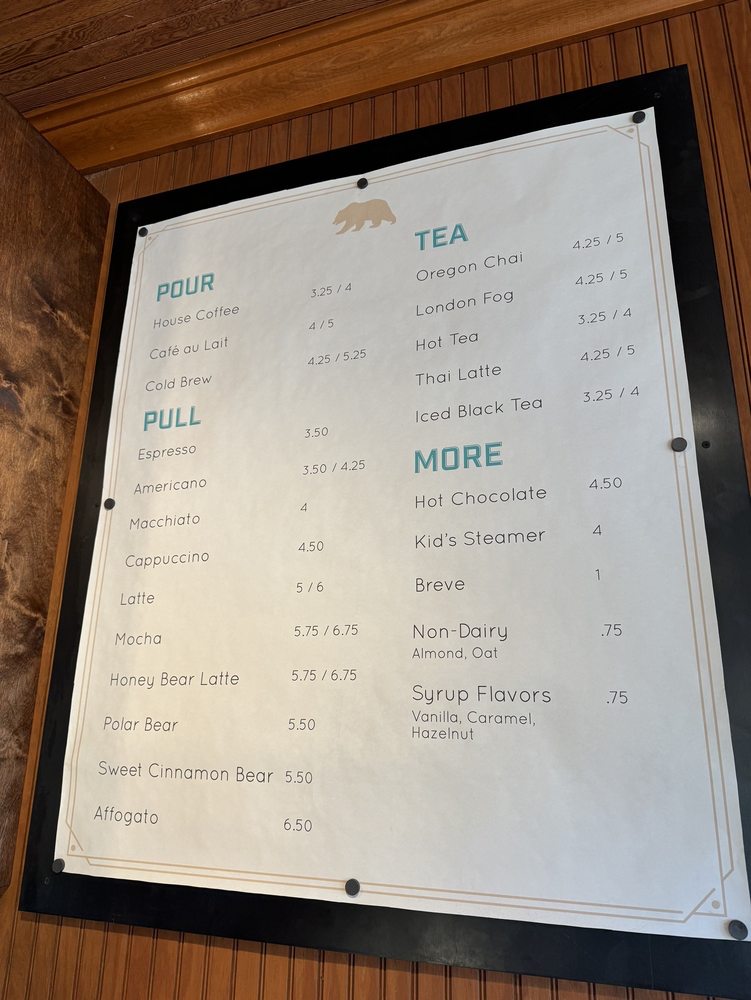 POUR
House Coffee 3.25 / 4
Café au Lait 4 / 5
Cold Brew 4.25 / 5.25
PULL
Espresso 3.50
Americano 3.50 / 4.25
Macchiato 4
Cappuccino 4.50
Latte 5 / 6
Mocha 5.75 / 6.75
Honey Bear Latte 5.75 / 6.75
Polar Bear 5.50
Sweet Cinnamon Bear 5.50
Affogato 6.50
TEA
Oregon Chai 4.25 / 5
London Fog 4.25 / 5
Hot Tea 3.25 / 4
Thai Latte 4.25 / 5
Iced Black Tea 3.25 / 4
MORE
Hot Chocolate 4.50
Kid's Steamer 4
Breve 1
Non-Dairy .75
Almond, Oat
Syrup Flavors .75
Vanilla, Caramel,
Hazelnut